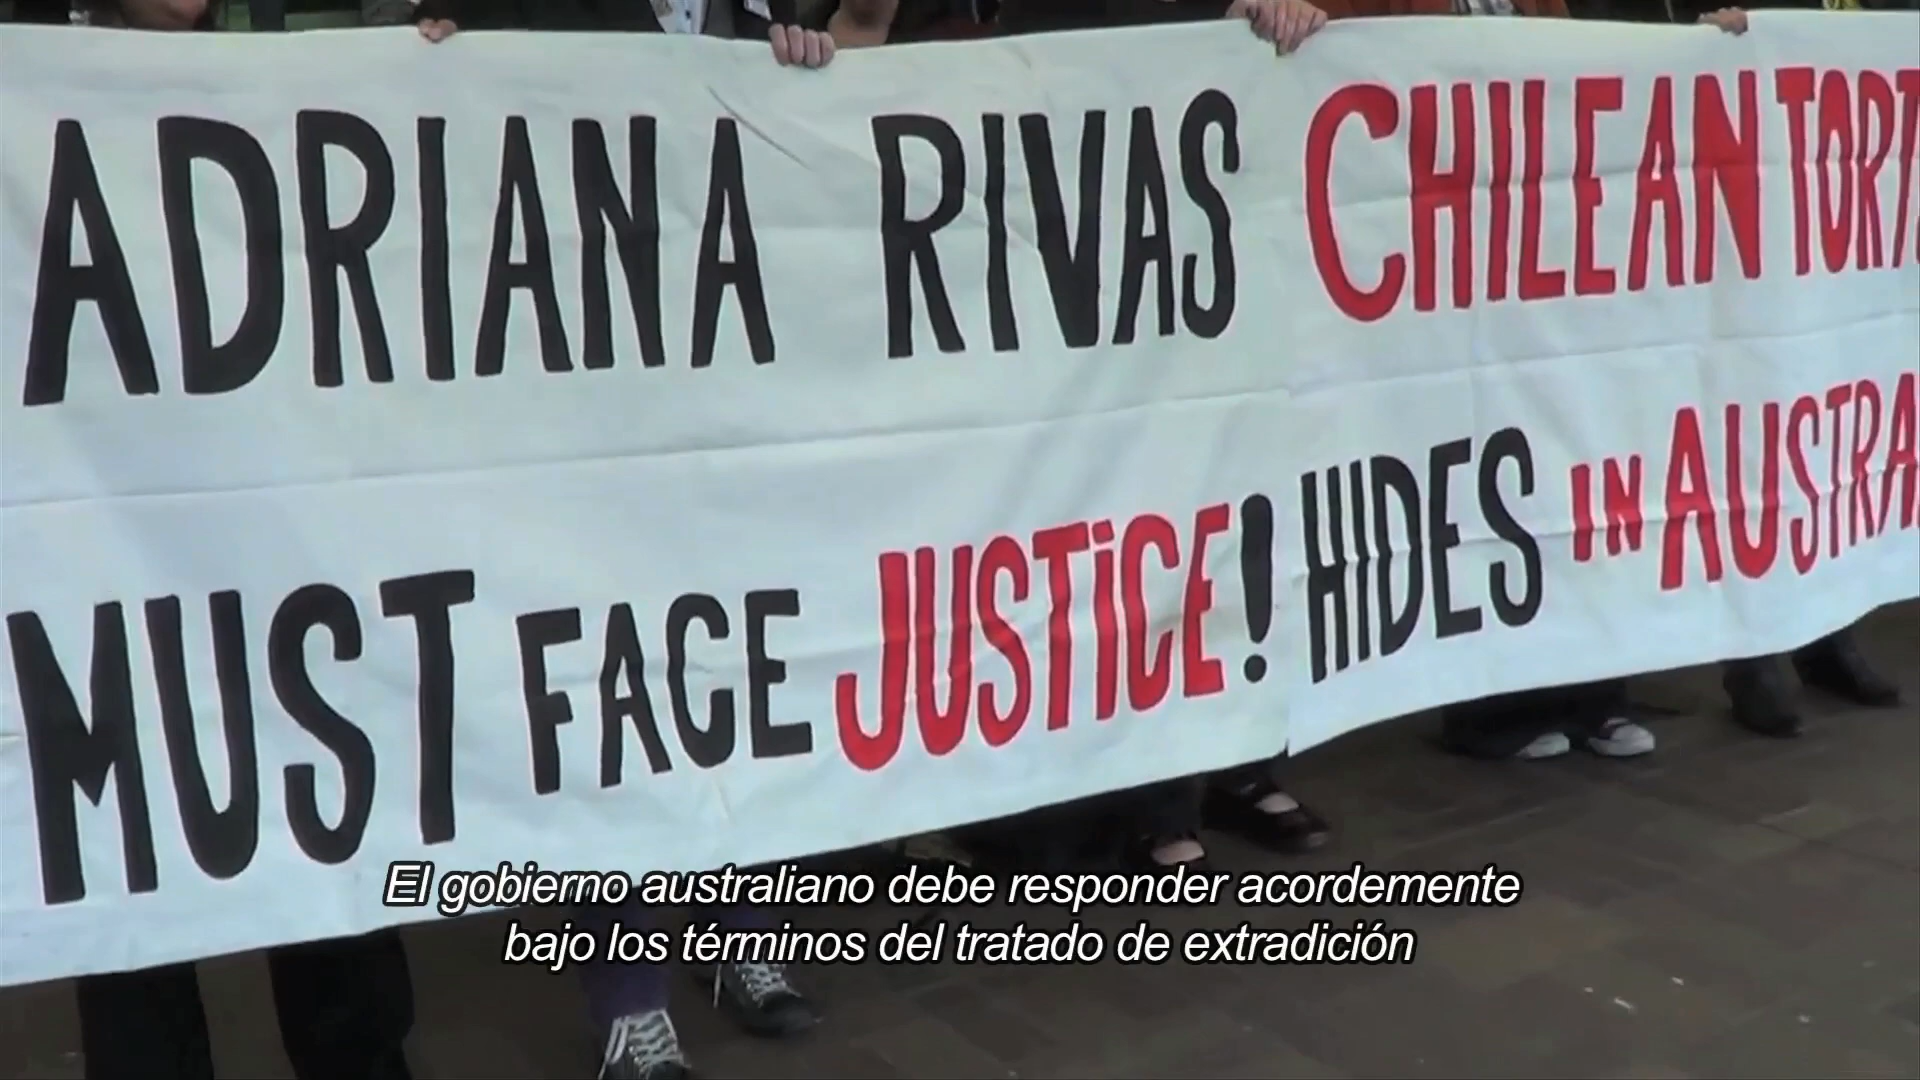 ADRIANA RIVAS CHILEAN
MUST FACE JUSTiCE! HIDES IN
El gobierno australiano debe responder acordemente
bajo los términos del tratado de extradición